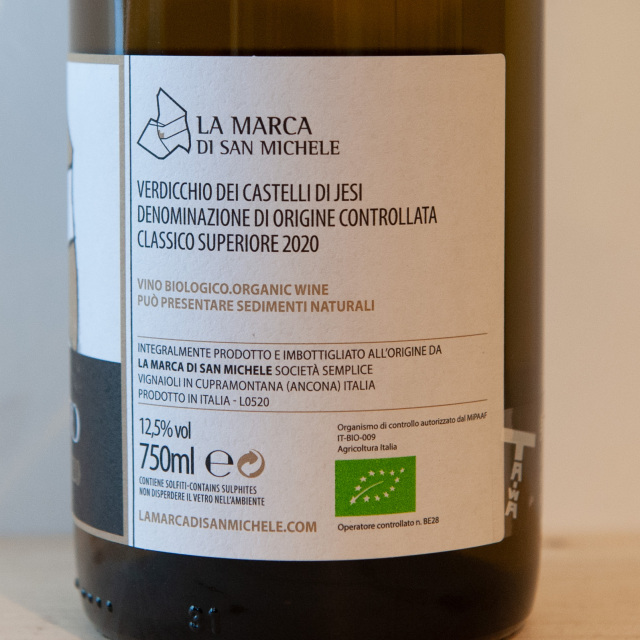 LA MARCA
DI SAN MICHELE
VERDICCHIO DEI CASTELLI DI JESI
DENOMINAZIONE DI ORIGINE CONTROLLATA
CLASSICO SUPERIORE 2020
VINO BIOLOGICO.ORGANIC WINE
PUÒ PRESENTARE SEDIMENTI NATURALI
INTEGRALMENTE PRODOTTO E IMBOTTIGLIATO ALL'ORIGINE DA
LA MARCA DI SAN MICHELE SOCIETÀ SEMPLICE
VIGNAIOLI IN CUPRAMONTANA (ANCONA) ITALIA
PRODOTTO IN ITALIA - L0520
12,5% vol
750ml e
CONTIENE SOLFITI-CONTAINS SULPHITES
NON DISPERDERE IL VETRO NELL'AMBIENTE
LAMARCADISANMICHELE.COM
Organismo di controllo autorizzato dal MiPAAF
IT-BIO-009
Agricoltura Italia
Operatore controllato n. BE28